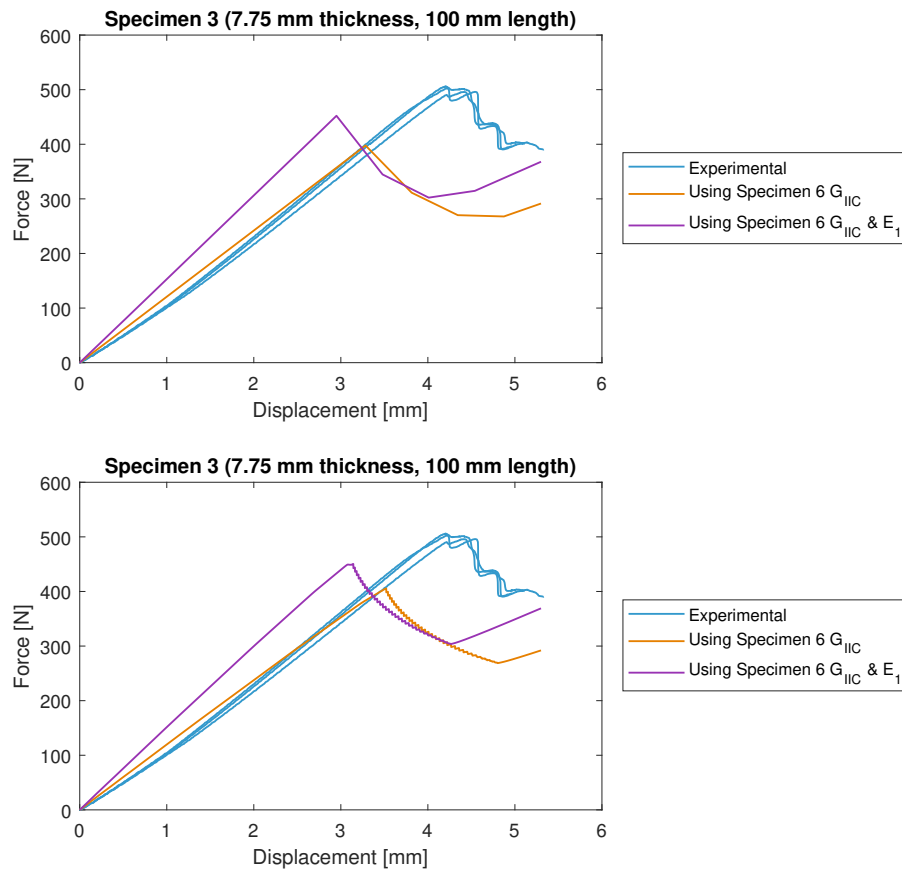 Specimen 3 (7.75 mm thickness, 100 mm length)
600
500
400
300
200
100
0
Force [N]
0 1 2 3 4 5 6
Displacement [mm]
Experimental
Using Specimen 6 G_IIC
Using Specimen 6 G_IIC & E_1
Specimen 3 (7.75 mm thickness, 100 mm length)
600
500
400
300
200
100
0
Force [N]
0 1 2 3 4 5 6
Displacement [mm]
Experimental
Using Specimen 6 G_IIC
Using Specimen 6 G_IIC & E_1